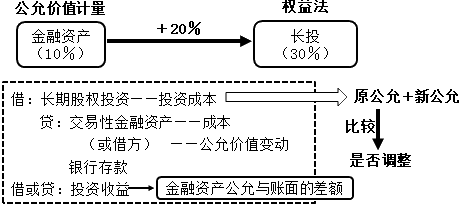 公允价值计量
权益法
＋20％
金融资产
（10％）
长投
（30％）
借：长期股权投资——投资成本
原公允＋新公允
贷：交易性金融资产——成本
比较
（或借方） ——公允价值变动
是否调整
银行存款
借或贷：投资收益
金融资产公允与账面的差额